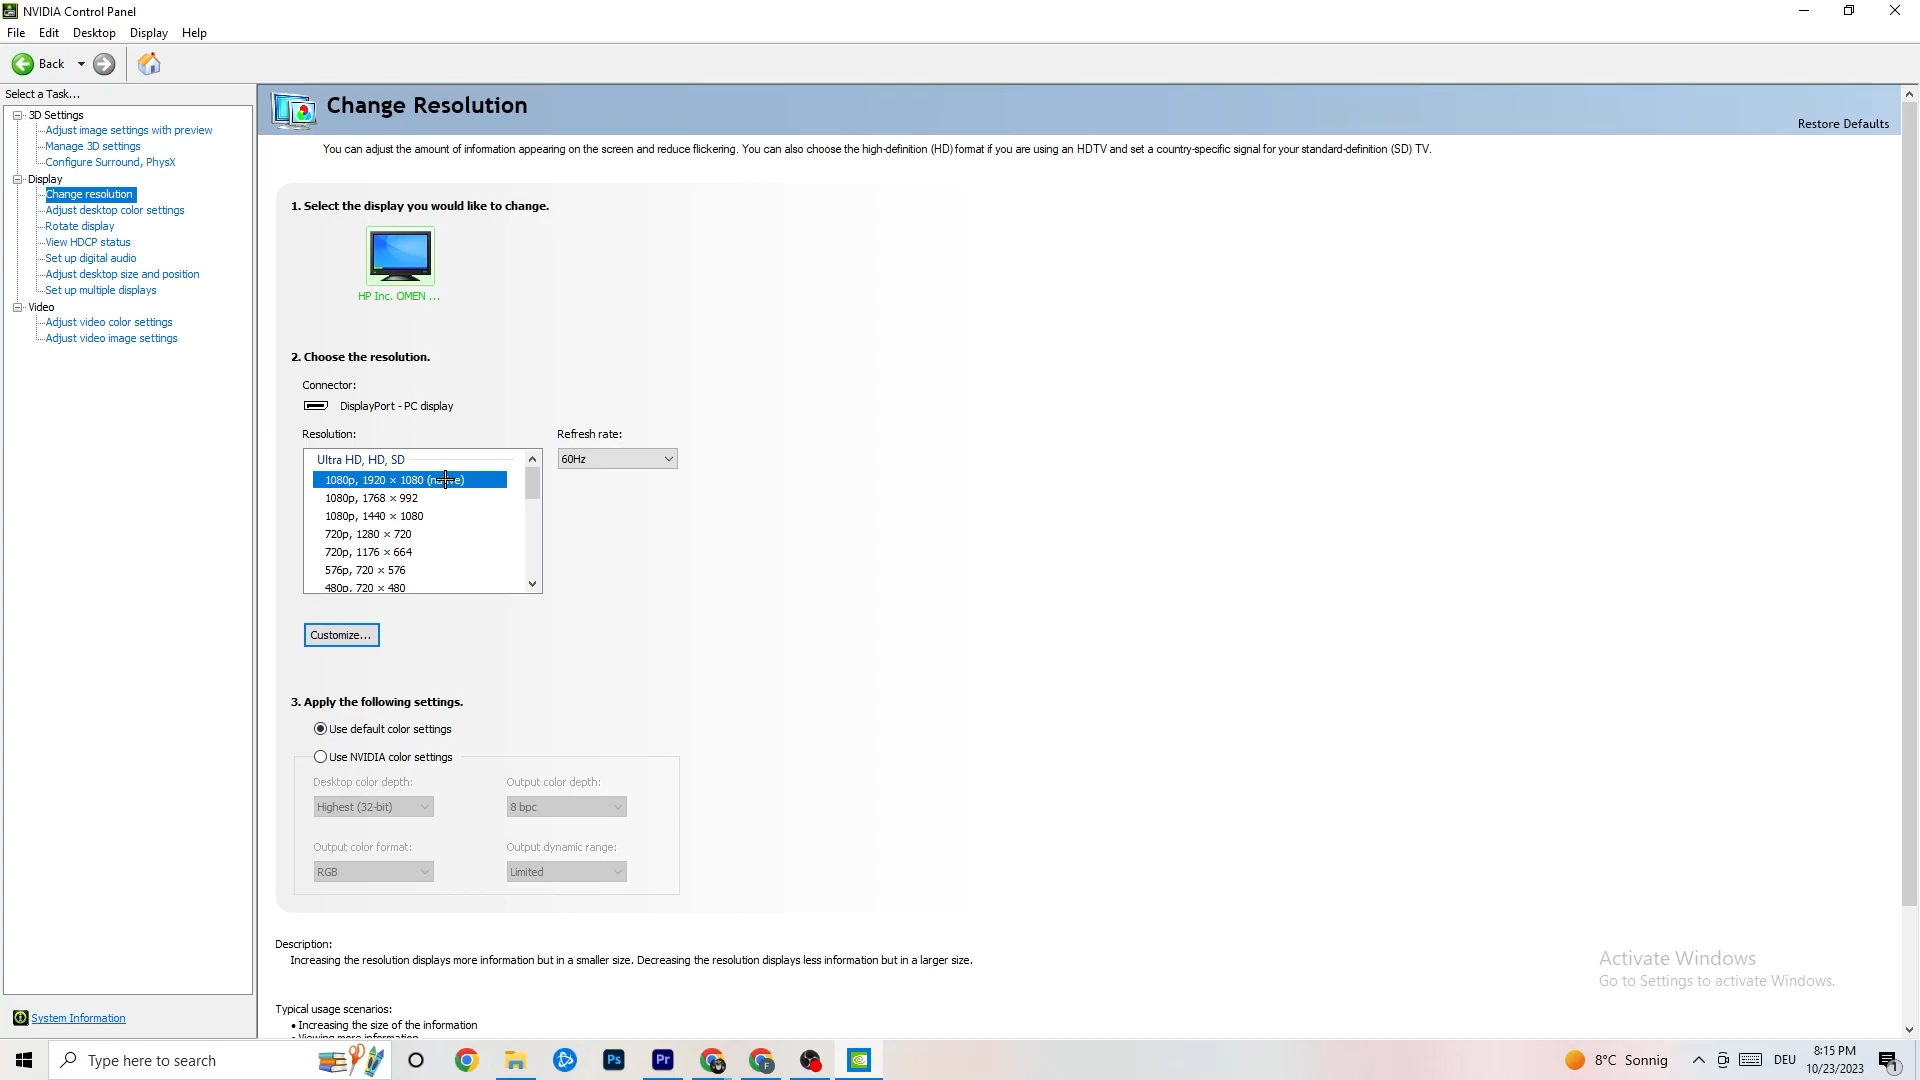 NVIDIA Control Panel
File Edit Desktop Display Help
Back
Select a Task...
3D Settings
Adjust image settings with preview
Manage 3D settings
Configure Surround, PhysX
Display
Change resolution
Adjust desktop color settings
Rotate display
View HDCP status
Set up digital audio
Adjust desktop size and position
Set up multiple displays
Video
Adjust video color settings
Adjust video image settings
System Information
Change Resolution
Restore Defaults
You can adjust the amount of information appearing on the screen and reduce flickering. You can also choose the high-definition (HD) format if you are using an HDTV and set a country-specific signal for your standard-definition (SD) TV.
1. Select the display you would like to change.
HP Inc. OMEN ...
2. Choose the resolution.
Connector:
DisplayPort - PC display
Resolution:
Refresh rate:
Ultra HD, HD, SD
60Hz
1080p, 1920 × 1080 (native)
1080p, 1768 × 992
1080p, 1440 × 1080
720p, 1280 × 720
720p, 1176 × 664
576p, 720 × 576
480p, 720 × 480
Customize...
3. Apply the following settings.
Use default color settings
Use NVIDIA color settings
Desktop color depth:
Output color depth:
Highest (32-bit)
8 bpc
Output color format:
Output dynamic range:
RGB
Limited
Description:
Increasing the resolution displays more information but in a smaller size. Decreasing the resolution displays less information but in a larger size.
Typical usage scenarios:
• Increasing the size of the information
• Viewing more information
Activate Windows
Go to Settings to activate Windows.
Type here to search
Ps
Pr
F
8°C Sonnig
DEU
8:15 PM
10/23/2023
1